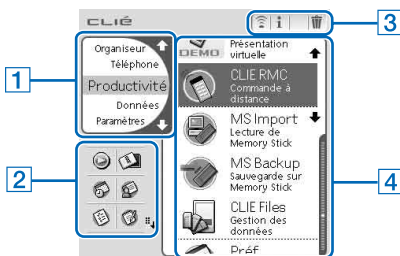 CLIÉ
3
1
Organiseur
Téléphone
Productivité
Données
Paramètres
2
DEMO
Présentation
virtuelle
CLIE RMC
Commande à
distance
MS Import
Lecture de
Memory Stick
MS Backup
Sauvegarde sur
Memory Stick
CLIE Files
Gestion des
données
Préf
4